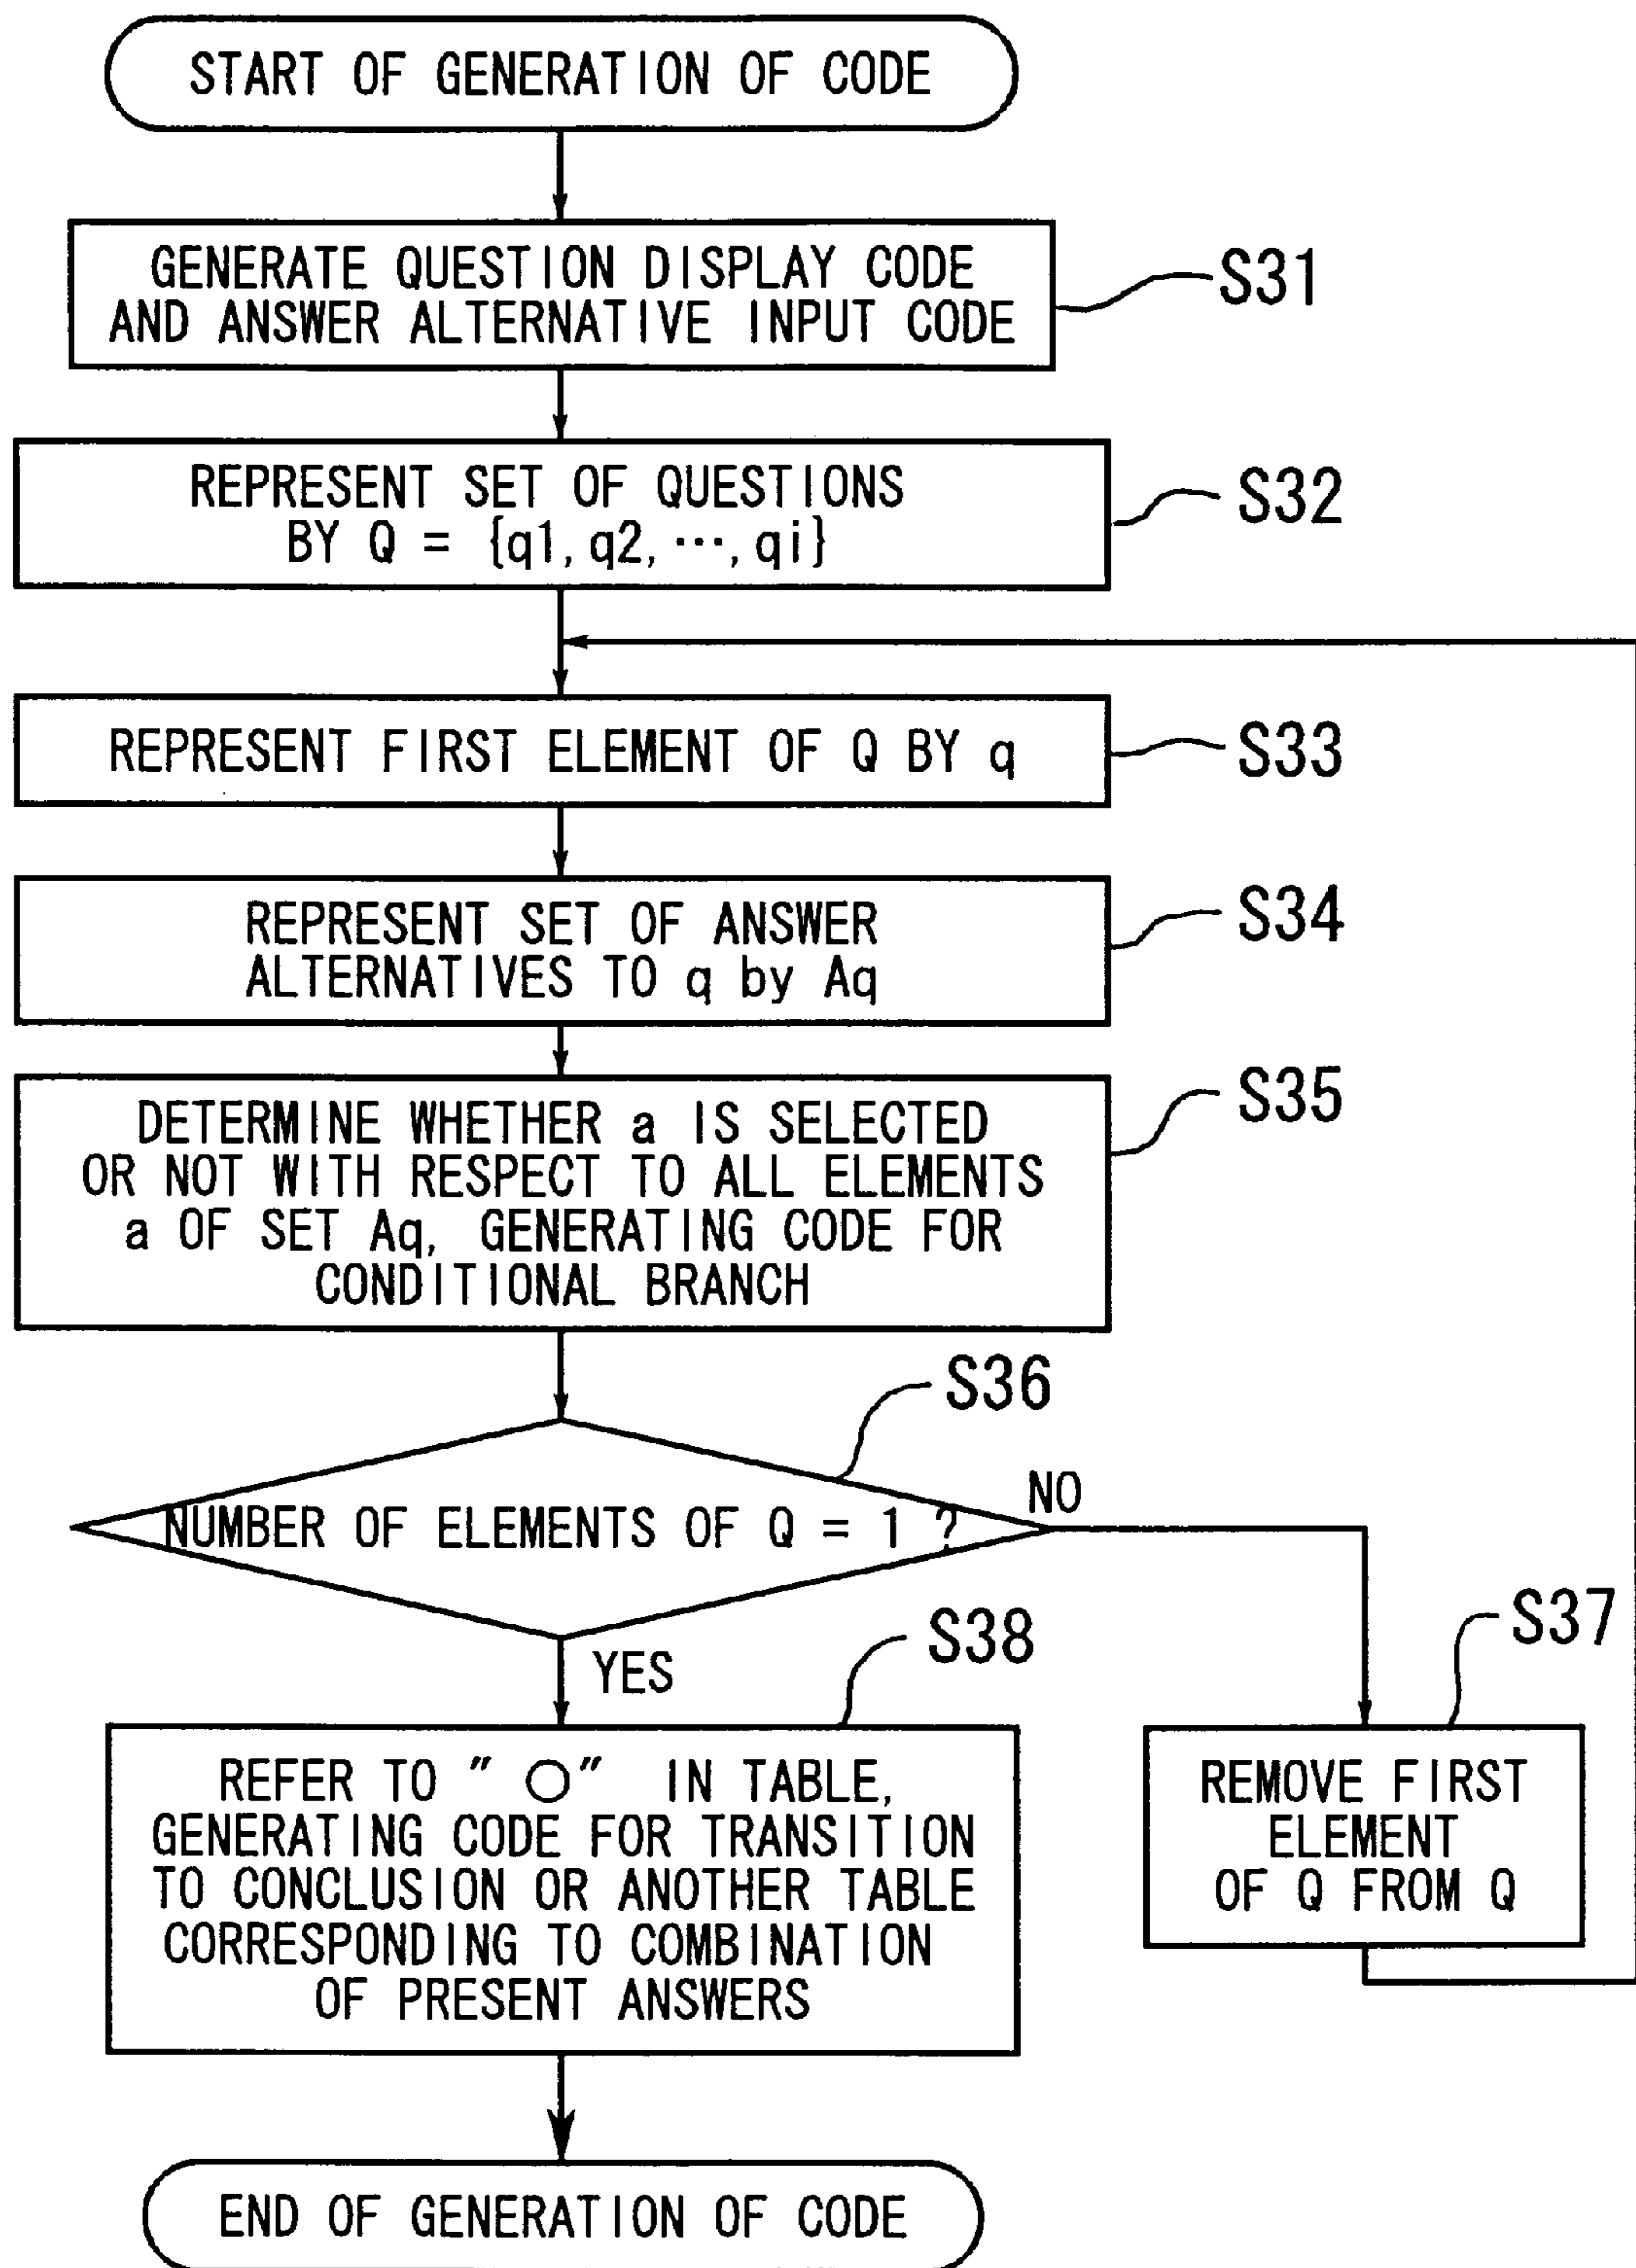 START OF GENERATION OF CODE
GENERATE QUESTION DISPLAY CODE
AND ANSWER ALTERNATIVE INPUT CODE
S31
REPRESENT SET OF QUESTIONS
BY Q = {q1, q2, ···, qi}
S32
REPRESENT FIRST ELEMENT OF Q BY q
S33
REPRESENT SET OF ANSWER
ALTERNATIVES TO q by Aq
S34
DETERMINE WHETHER a IS SELECTED
OR NOT WITH RESPECT TO ALL ELEMENTS
a OF SET Aq, GENERATING CODE FOR
CONDITIONAL BRANCH
S35
S36
NUMBER OF ELEMENTS OF Q = 1 ?
NO
YES
S37
REMOVE FIRST
ELEMENT
OF Q FROM Q
S38
REFER TO " ○" IN TABLE,
GENERATING CODE FOR TRANSITION
TO CONCLUSION OR ANOTHER TABLE
CORRESPONDING TO COMBINATION
OF PRESENT ANSWERS
END OF GENERATION OF CODE